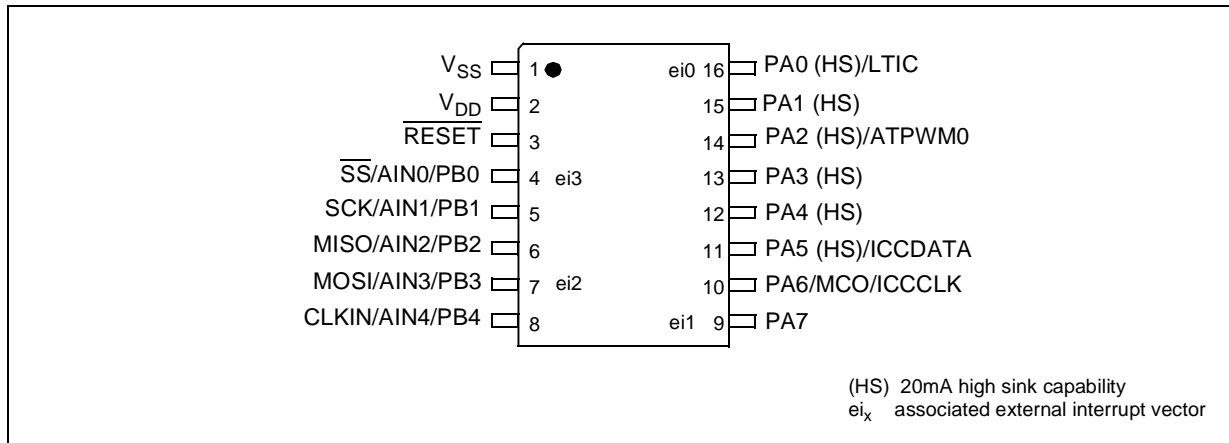 V_SS 1 ei0 16 PA0 (HS)/LTIC
V_DD 2 15 PA1 (HS)
RESET 3 14 PA2 (HS)/ATPWM0
SS/AIN0/PB0 4 ei3 13 PA3 (HS)
SCK/AIN1/PB1 5 12 PA4 (HS)
MISO/AIN2/PB2 6 11 PA5 (HS)/ICCDATA
MOSI/AIN3/PB3 7 ei2 10 PA6/MCO/ICCCLK
CLKIN/AIN4/PB4 8 ei1 9 PA7
(HS) 20mA high sink capability
ei_x associated external interrupt vector